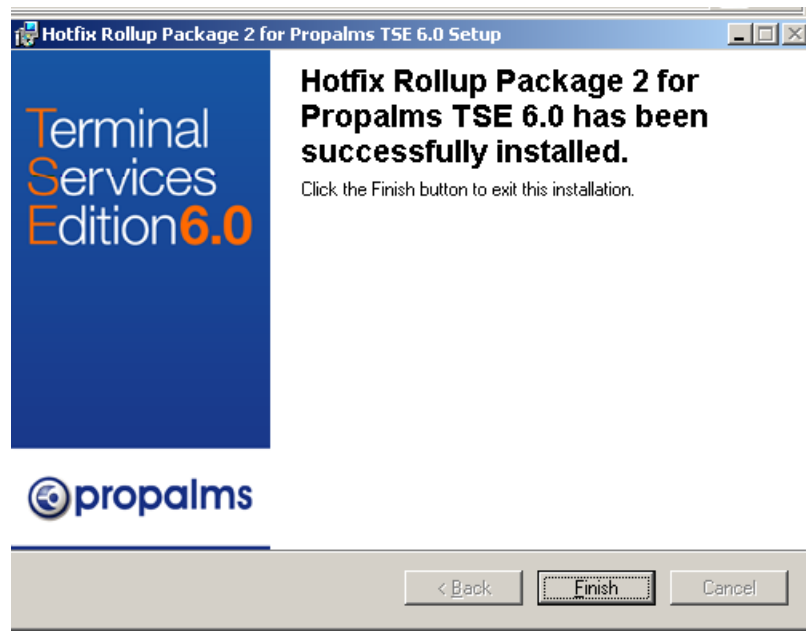 Hotfix Rollup Package 2 for Propalms TSE 6.0 Setup
Terminal
Services
Edition6.0
Hotfix Rollup Package 2 for
Propalms TSE 6.0 has been
successfully installed.
Click the Finish button to exit this installation.
propalms
< Back
Finish
Cancel